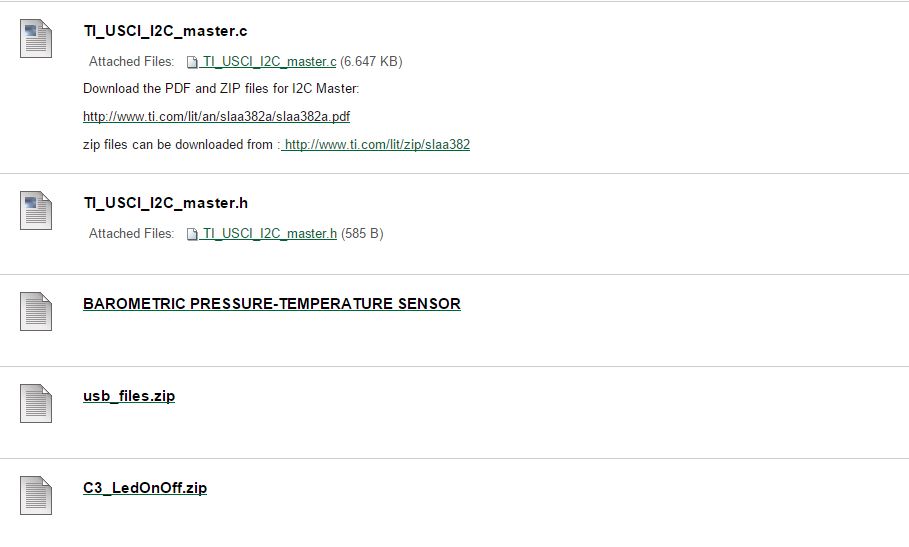 TI_USCI_I2C_master.c
Attached Files: TI_USCI_I2C_master.c (6.647 KB)
Download the PDF and ZIP files for I2C Master:
http://www.ti.com/lit/an/slaa382a/slaa382a.pdf
zip files can be downloaded from : http://www.ti.com/lit/zip/slaa382
TI_USCI_I2C_master.h
Attached Files: TI_USCI_I2C_master.h (585 B)
BAROMETRIC PRESSURE-TEMPERATURE SENSOR
usb_files.zip
C3_LedOnOff.zip